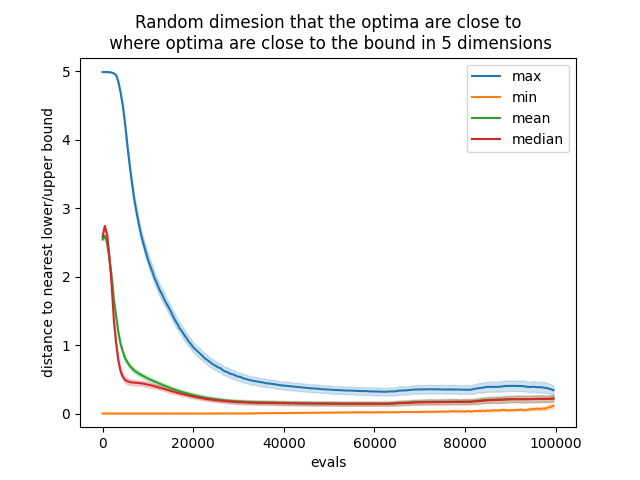 Random dimesion that the optima are close to
where optima are close to the bound in 5 dimensions
max
min
mean
median
distance to nearest lower/upper bound
5
4
3
2
1
0
0
20000
40000
60000
80000
100000
evals